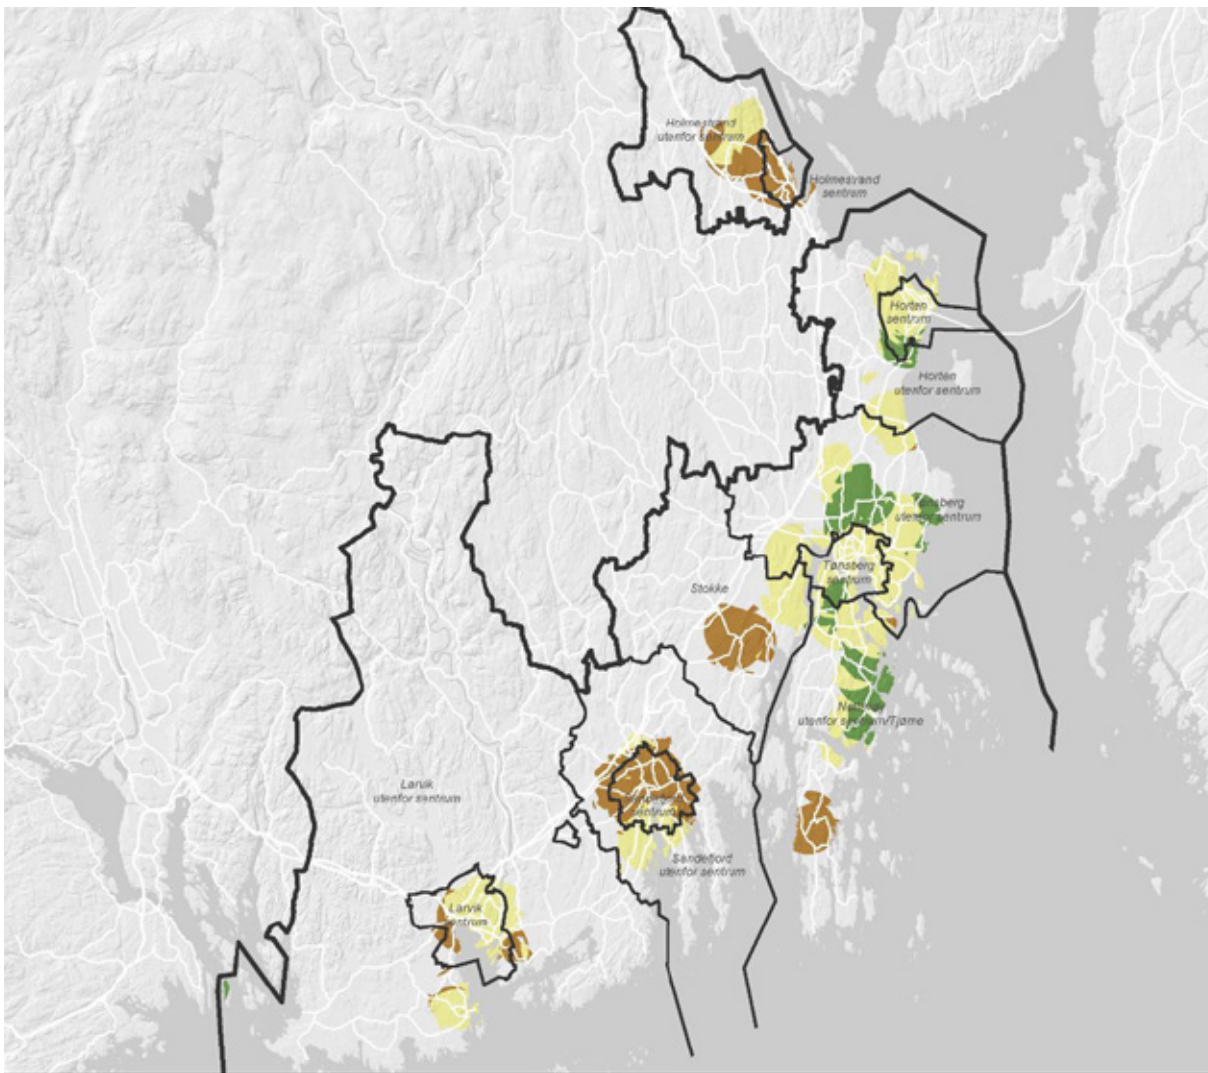 Holmestrand
utenfor sentrum
Holmestrand
sentrum
Horten
sentrum
Horten
utenfor sentrum
Tønsberg
utenfor sentrum
Tønsberg
sentrum
Stokke
utenfor sentrum/Tjøme
Larvik
utenfor sentrum
sentrum
Sandefjord
utenfor sentrum
Larvik
sentrum